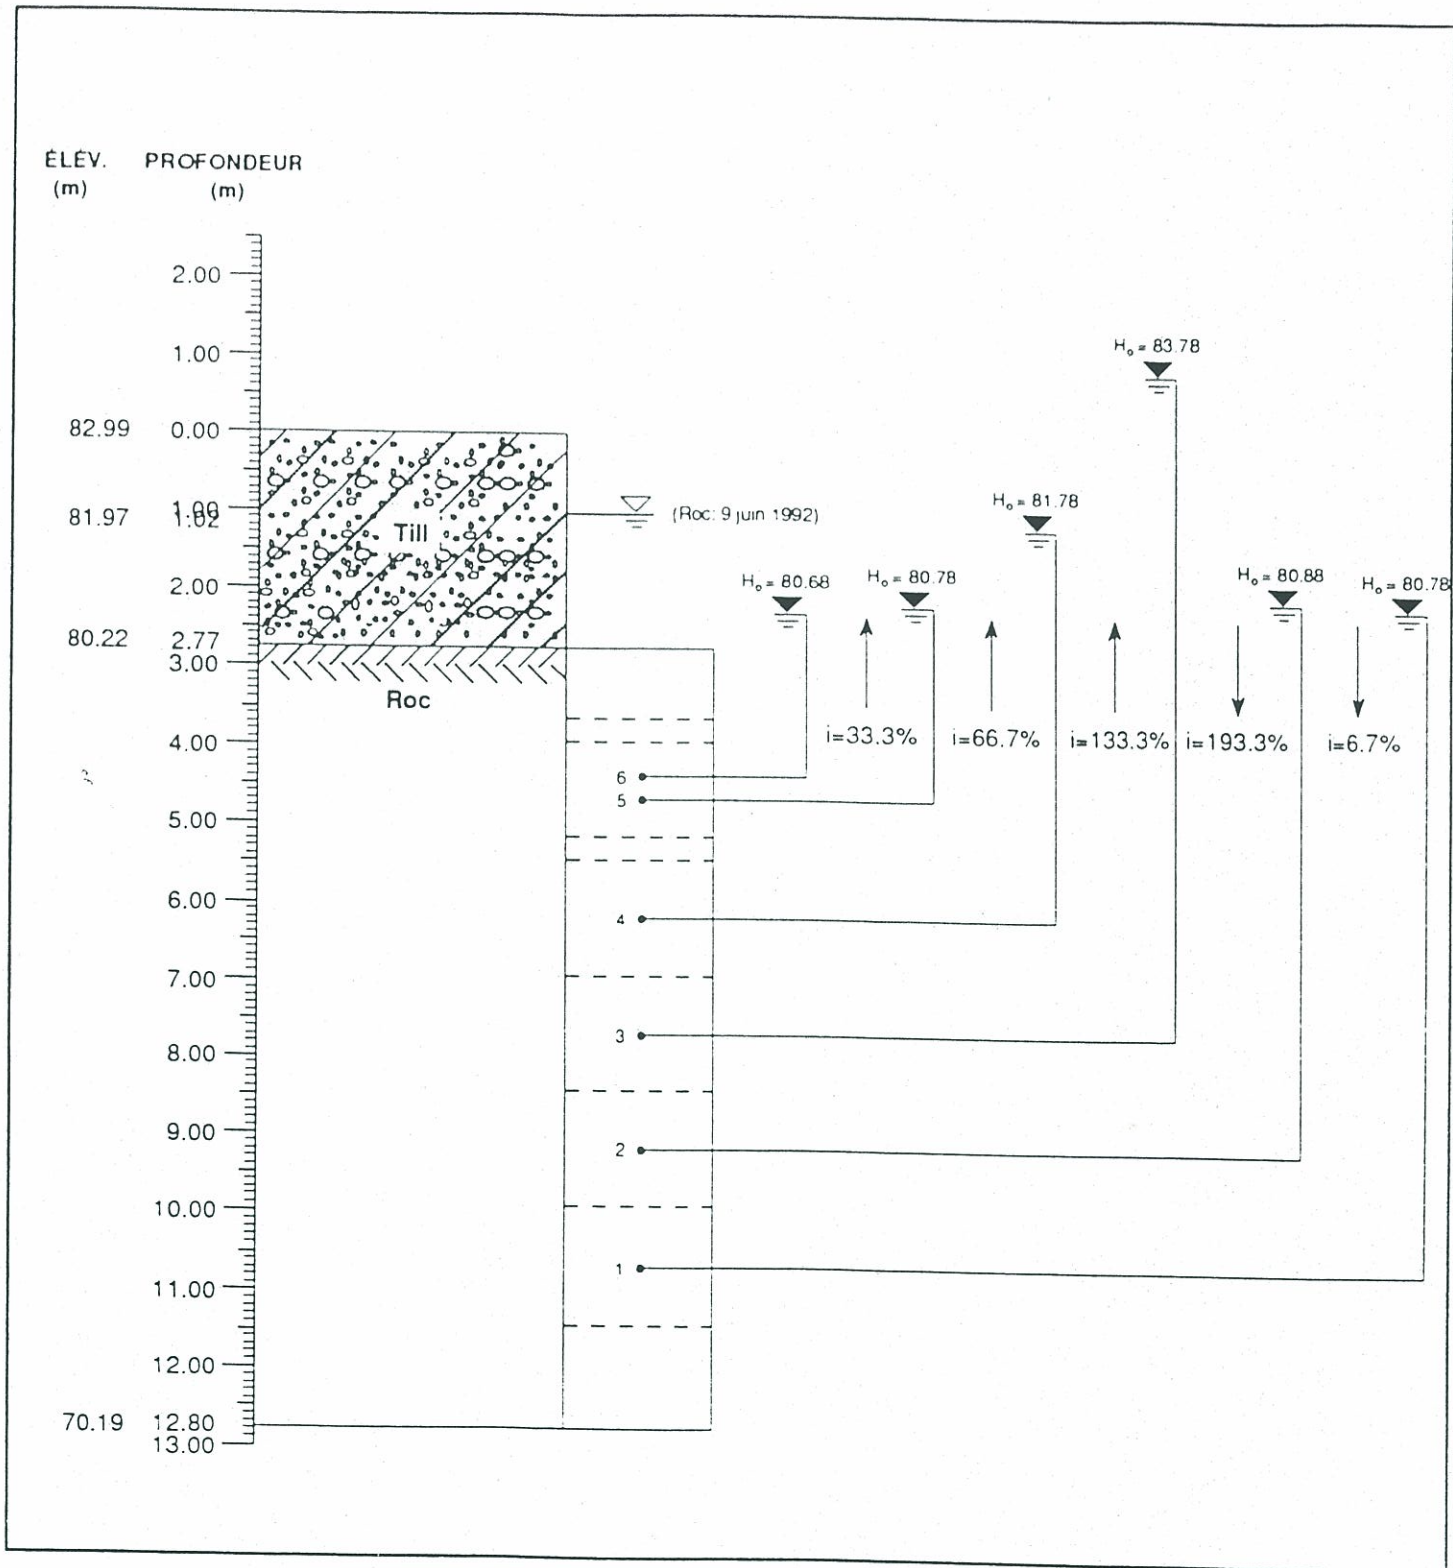 ÉLÉV. PROFONDEUR
(m) (m)
2.00
1.00
H₀ = 83.78
82.99 0.00
H₀ = 81.78
1.00
81.97 1.02
(Roc: 9 juin 1992)
Till
2.00
H₀ = 80.68
H₀ = 80.78
H₀ = 80.88
H₀ = 80.78
80.22 2.77
3.00
Roc
4.00
i=33.3% i=66.7% i=133.3% i=193.3% i=6.7%
6
5
5.00
6.00
4
7.00
3
8.00
9.00
2
10.00
1
11.00
12.00
70.19 12.80
13.00